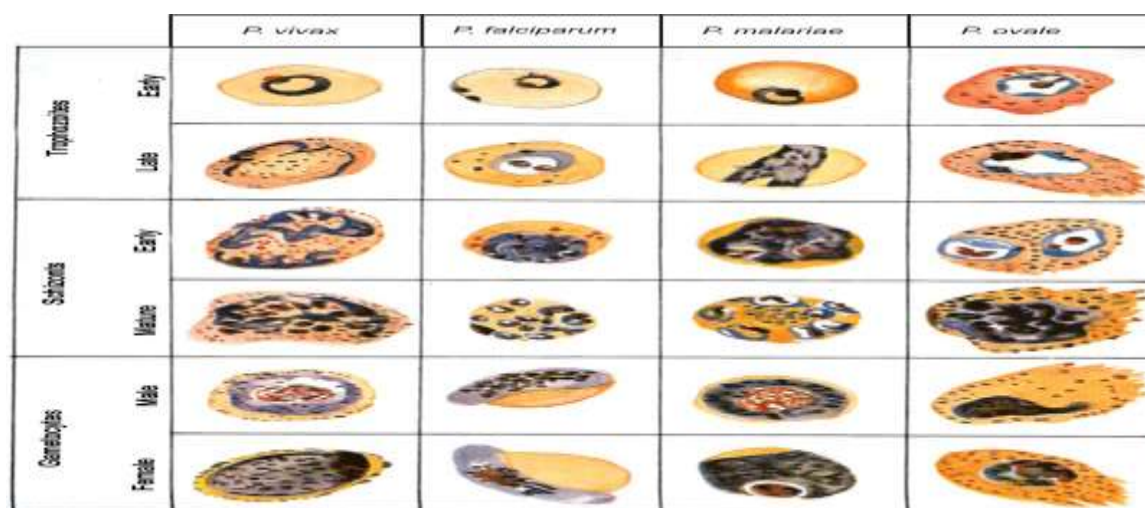 P. vivax P. falciparum P. malariae P. ovale
Trophozoites
Early
Late
Schizonts
Early
Mature
Gametocytes
Male
Female